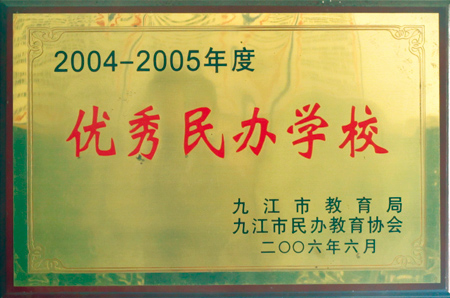 2004-2005年度
优秀民办学校
九江市教育局
九江市民办教育协会
二〇〇六年六月